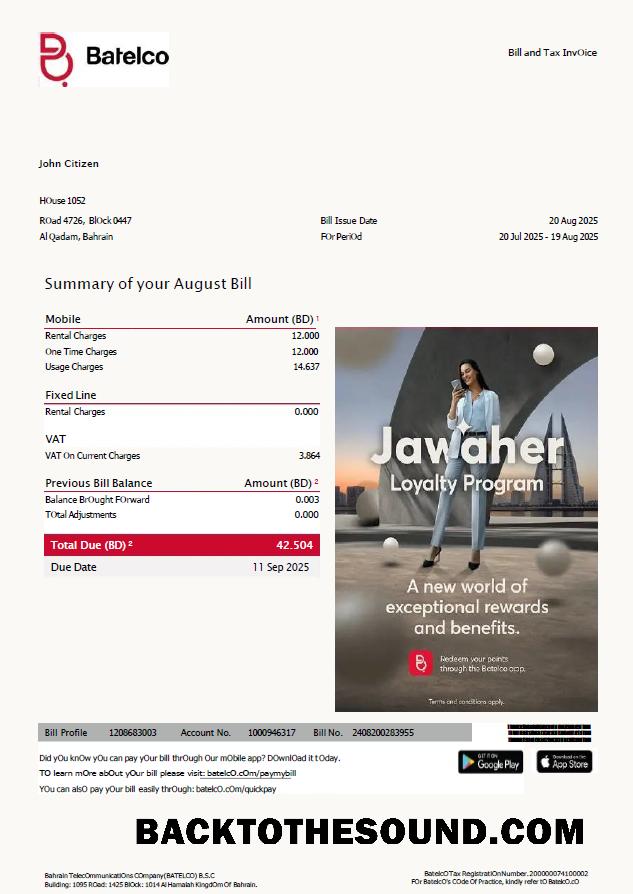 Batelco
Bill and Tax InvOice
John Citizen
HOuse 1052
ROad 4726, BlOck 0447
Al Qadam, Bahrain
Bill Issue Date 20 Aug 2025
FOr PeriOd 20 Jul 2025 - 19 Aug 2025
Summary of your August Bill
Mobile Amount (BD) ¹
Rental Charges 12.000
One Time Charges 12.000
Usage Charges 14.637
Fixed Line
Rental Charges 0.000
VAT
VAT On Current Charges 3.864
Previous Bill Balance Amount (BD) ²
Balance BrOught FOrward 0.003
TOtal Adjustments 0.000
Total Due (BD) ² 42.504
Due Date 11 Sep 2025
Jawaher
Loyalty Program
A new world of
exceptional rewards
and benefits.
Redeem your points
through the Batelco app.
Terms and conditions apply.
Bill Profile 1208683003 Account No. 1000946317 Bill No. 2408200283955
Did yOu knOw yOu can pay yOur bill thrOugh Our mObile app? DOwnlOad it tOday.
TO learn mOre abOut yOur bill please visit: batelcO.cOm/paymybill
YOu can alsO pay yOur bill easily thrOugh: batelcO.cOm/quickpay
GET IT ON
Google Play
Download on the
App Store
BACKTOTHESOUND.COM
Bahrain TelecOmmunicatiOns COmpany (BATELCO) B.S.C
Building: 1095 ROad: 1425 BlOck: 1014 Al Hamalah KingdOm Of Bahrain.
BatelcO Tax RegistratiOn Number. 200000074100002
FOr BatelcO's COde Of Practice, kindly refer tO BatelcO.cO